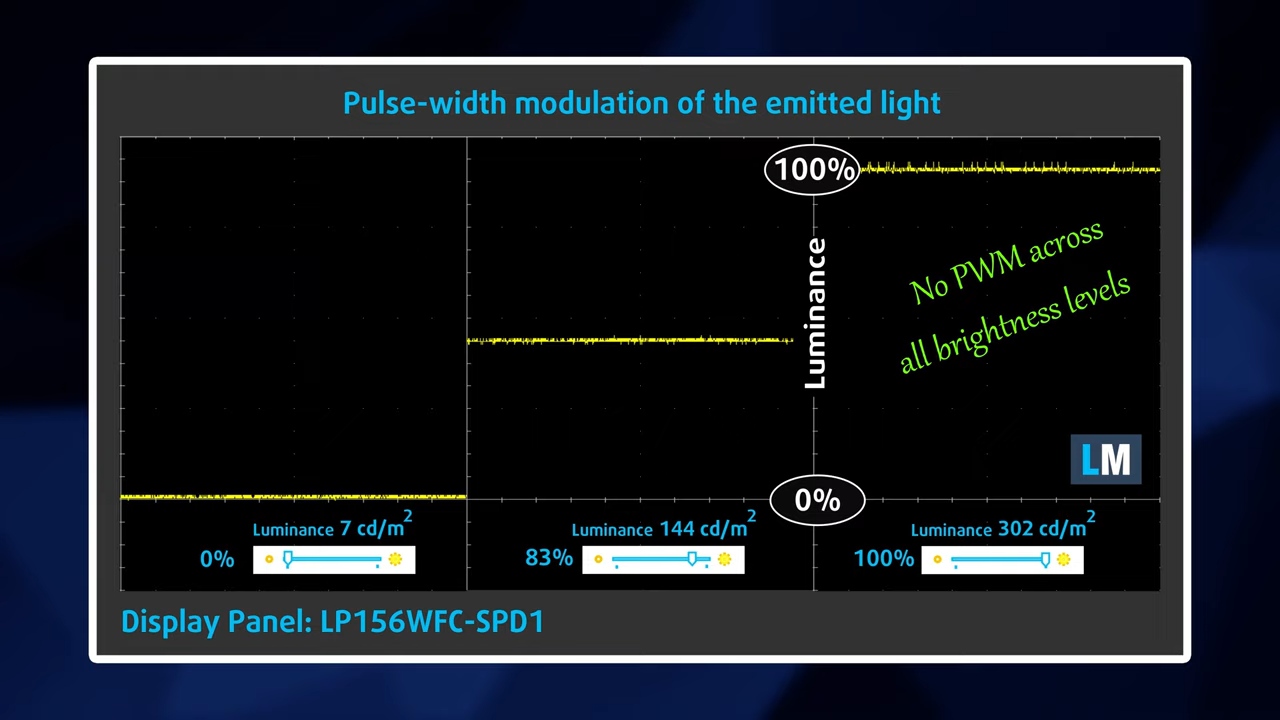 Pulse-width modulation of the emitted light
100%
Luminance
No PWM across
all brightness levels
LM
0%
Luminance 7 cd/m²
Luminance 144 cd/m²
Luminance 302 cd/m²
0%
83%
100%
Display Panel: LP156WFC-SPD1